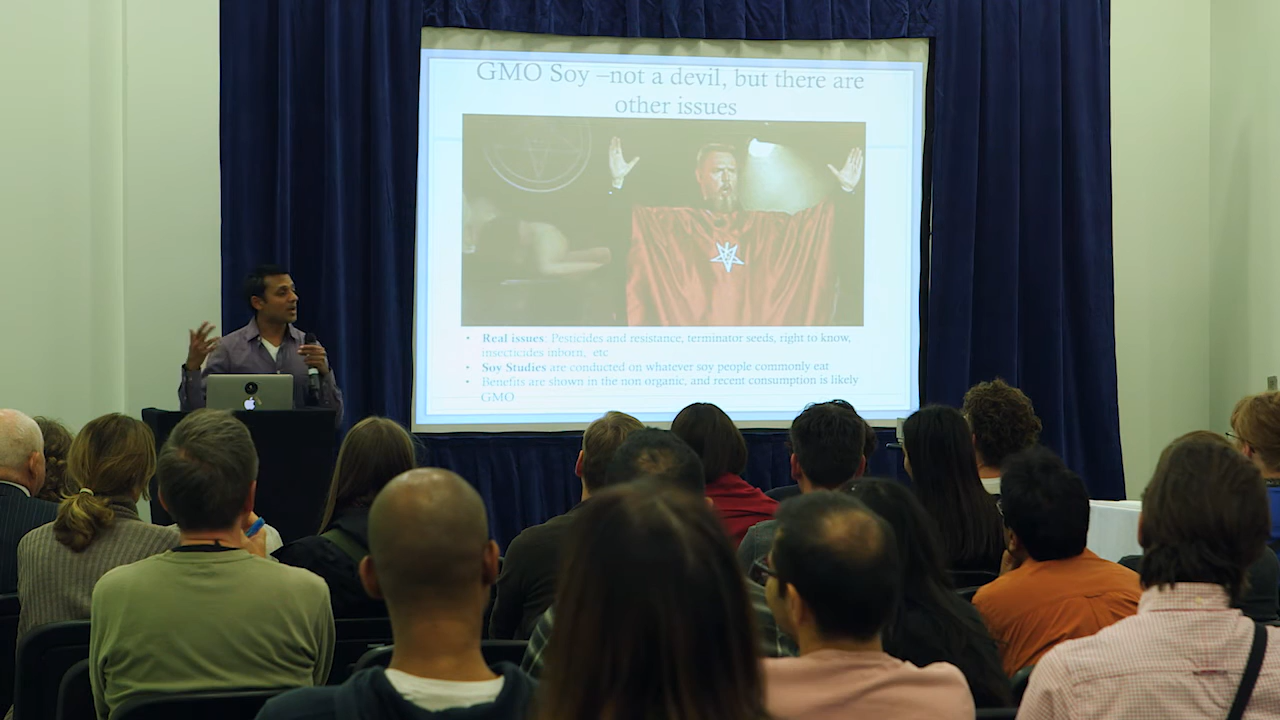 GMO Soy –not a devil, but there are
other issues
• Real issues: Pesticides and resistance, terminator seeds, right to know,
insecticides inborn, etc
• Soy Studies are conducted on whatever soy people commonly eat
• Benefits are shown in the non organic, and recent consumption is likely
GMO